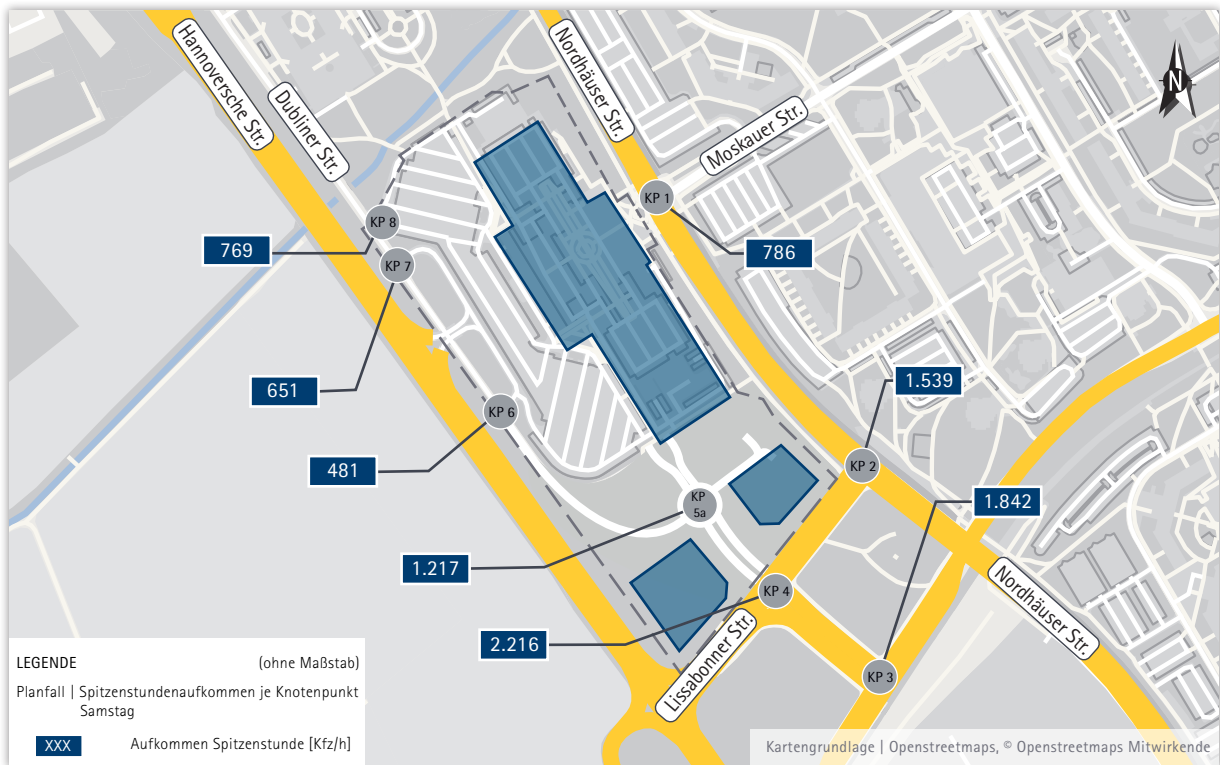 Hannoversche Str.
Dubliner Str.
Nordhäuser Str.
Moskauer Str.
N
KP 1
KP 8
769
786
KP 7
651
1.539
KP 6
481
KP 2
1.842
KP
5a
1.217
KP 4
Nordhäuser Str.
2.216
Lissabonner Str.
KP 3
LEGENDE
(ohne Maßstab)
Planfall | Spitzenstundenaufkommen je Knotenpunkt
Samstag
XXX Aufkommen Spitzenstunde [Kfz/h]
Kartengrundlage | Openstreetmaps, © Openstreetmaps Mitwirkende